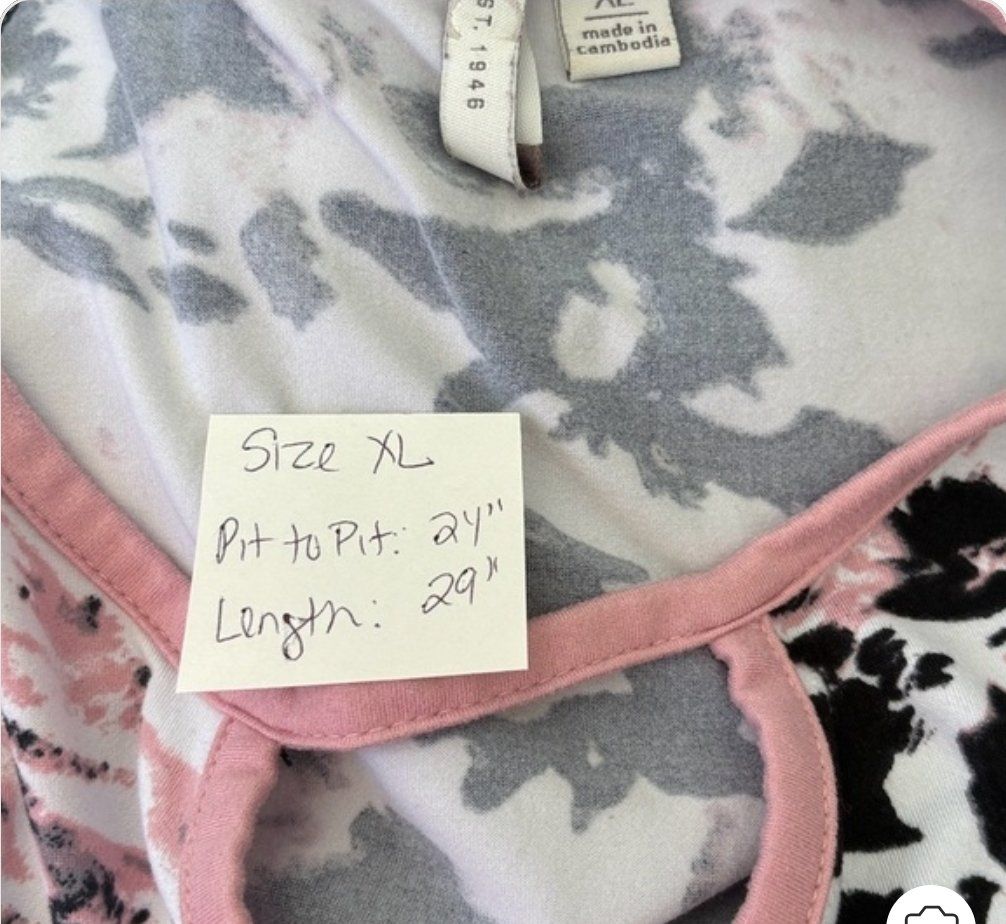 ST. 1946
XL
made in
cambodia
Size XL
Pit to Pit: 24"
Length: 29"